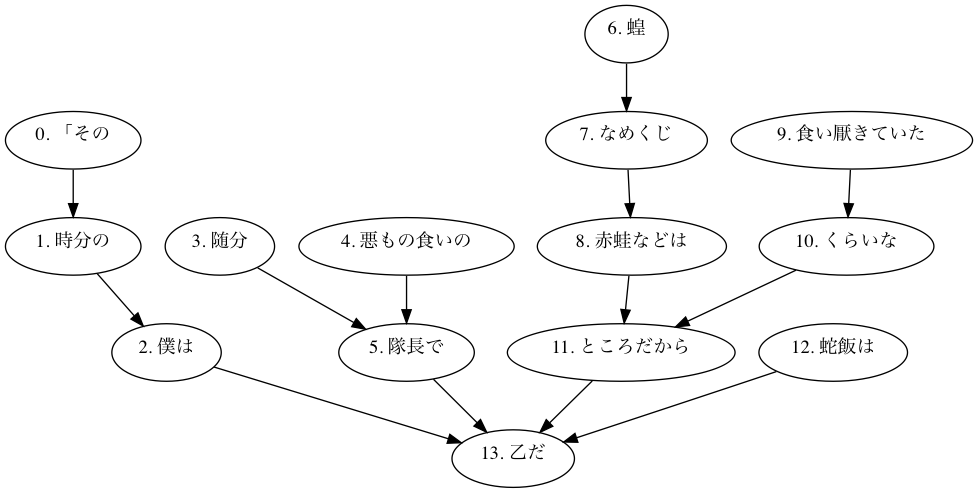 6. 蝗
0. 「その
7. なめくじ
9. 食い厭きていた
1. 時分の
3. 随分
4. 悪もの食いの
8. 赤蛙などは
10. くらいな
2. 僕は
5. 隊長で
11. ところだから
12. 蛇飯は
13. 乙だ